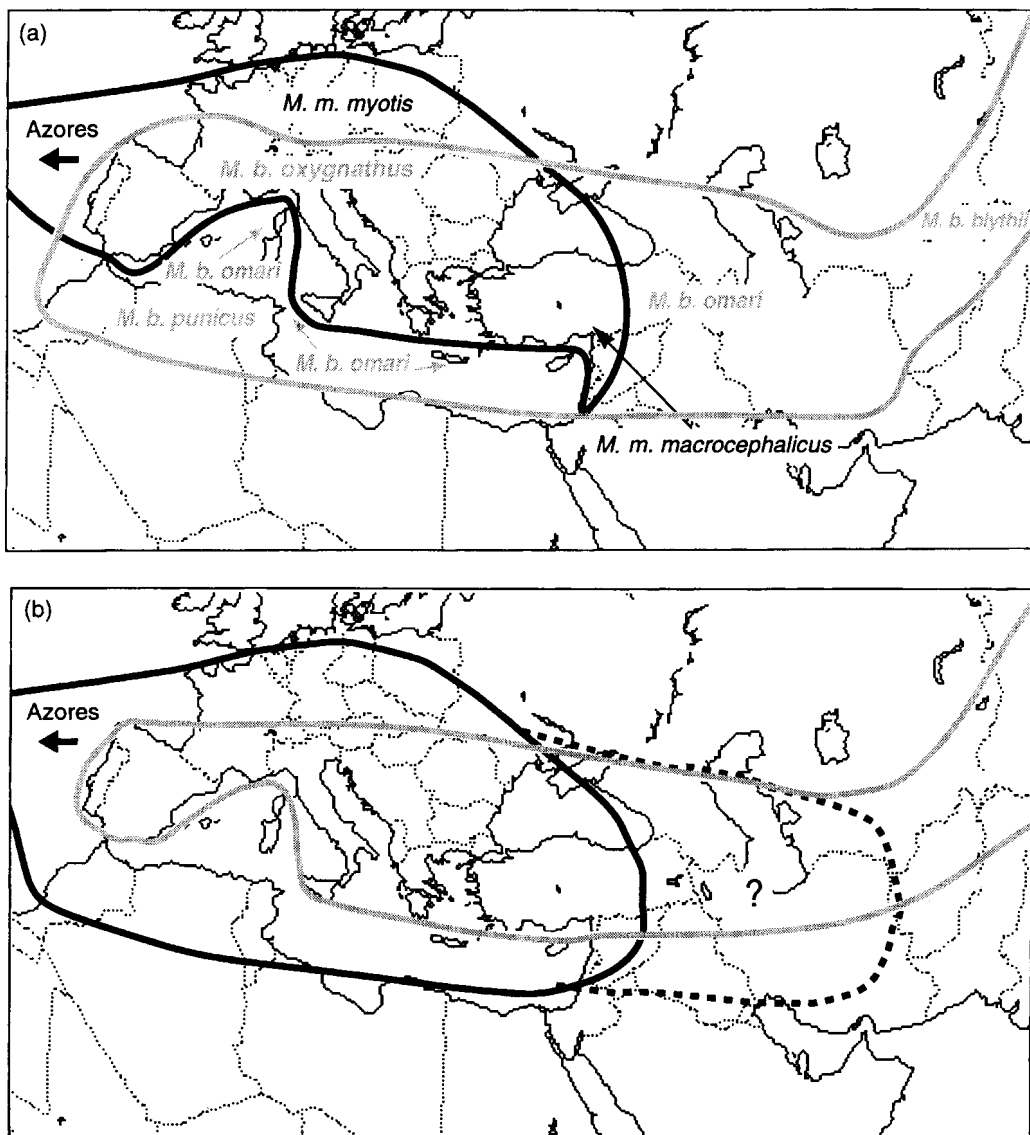 (a)
M. m. myotis
Azores
M. b. oxygnathus
M. b. blythii
M. b. omari
M. b. omari
M. b. punicus
M. b. omari
M. m. macrocephalicus
(b)
Azores
?